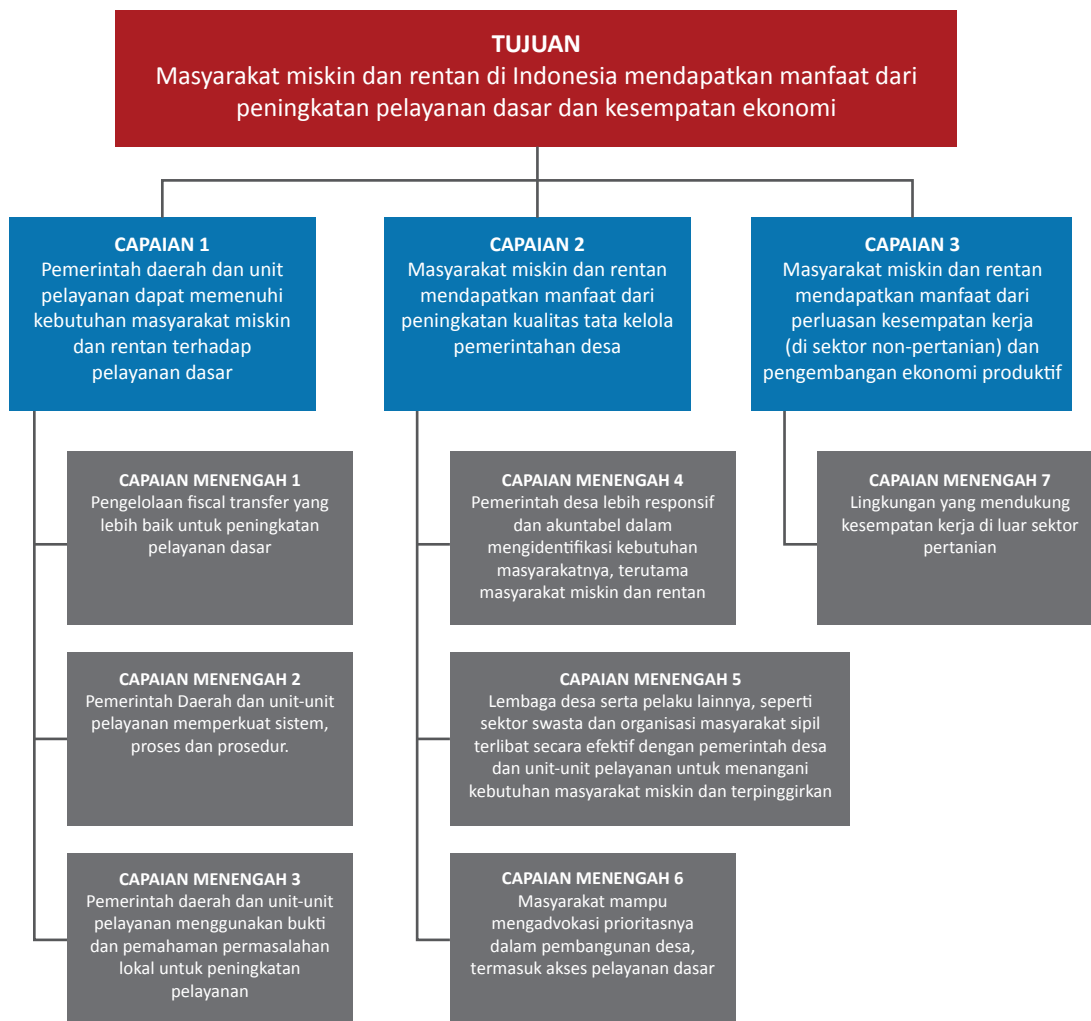 TUJUAN
Masyarakat miskin dan rentan di Indonesia mendapatkan manfaat dari
peningkatan pelayanan dasar dan kesempatan ekonomi
CAPAIAN 1
Pemerintah daerah dan unit
pelayanan dapat memenuhi
kebutuhan masyarakat miskin
dan rentan terhadap
pelayanan dasar
CAPAIAN 2
Masyarakat miskin dan rentan
mendapatkan manfaat dari
peningkatan kualitas tata kelola
pemerintahan desa
CAPAIAN 3
Masyarakat miskin dan rentan
mendapatkan manfaat dari
perluasan kesempatan kerja
(di sektor non-pertanian) dan
pengembangan ekonomi produktif
CAPAIAN MENENGAH 1
Pengelolaan fiscal transfer yang
lebih baik untuk peningkatan
pelayanan dasar
CAPAIAN MENENGAH 2
Pemerintah Daerah dan unit-unit
pelayanan memperkuat sistem,
proses dan prosedur.
CAPAIAN MENENGAH 3
Pemerintah daerah dan unit-unit
pelayanan menggunakan bukti
dan pemahaman permasalahan
lokal untuk peningkatan
pelayanan
CAPAIAN MENENGAH 4
Pemerintah desa lebih responsif
dan akuntabel dalam
mengidentifikasi kebutuhan
masyarakatnya, terutama
masyarakat miskin dan rentan
CAPAIAN MENENGAH 5
Lembaga desa serta pelaku lainnya, seperti
sektor swasta dan organisasi masyarakat sipil
terlibat secara efektif dengan pemerintah desa
dan unit-unit pelayanan untuk menangani
kebutuhan masyarakat miskin dan terpinggirkan
CAPAIAN MENENGAH 6
Masyarakat mampu
mengadvokasi prioritasnya
dalam pembangunan desa,
termasuk akses pelayanan dasar
CAPAIAN MENENGAH 7
Lingkungan yang mendukung
kesempatan kerja di luar sektor
pertanian